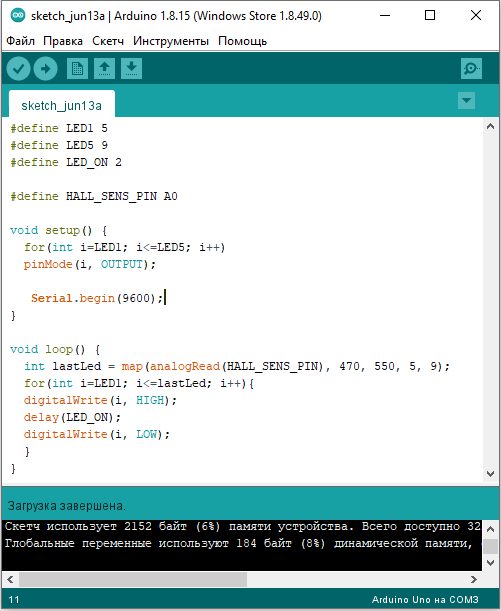 sketch_jun13a | Arduino 1.8.15 (Windows Store 1.8.49.0)
Файл Правка Скетч Инструменты Помощь
sketch_jun13a
#define LED1 5
#define LED5 9
#define LED_ON 2
#define HALL_SENS_PIN A0
void setup() {
for(int i=LED1; i<=LED5; i++)
pinMode(i, OUTPUT);
Serial.begin(9600);
}
void loop() {
int lastLed = map(analogRead(HALL_SENS_PIN), 470, 550, 5, 9);
for(int i=LED1; i<=lastLed; i++){
digitalWrite(i, HIGH);
delay(LED_ON);
digitalWrite(i, LOW);
}
}
Загрузка завершена.
Скетч использует 2152 байт (6%) памяти устройства. Всего доступно 32
Глобальные переменные используют 184 байт (8%) динамической памяти,
11 Arduino Uno на COM3